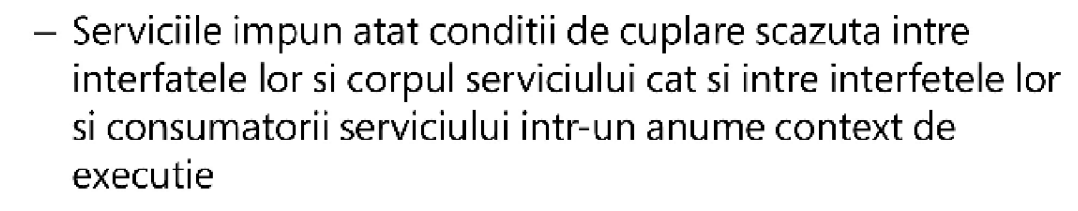 – Serviciile impun atat conditii de cuplare scazuta intre
interfatele lor si corpul serviciului cat si intre interfetele lor
si consumatorii serviciului intr-un anume context de
executie